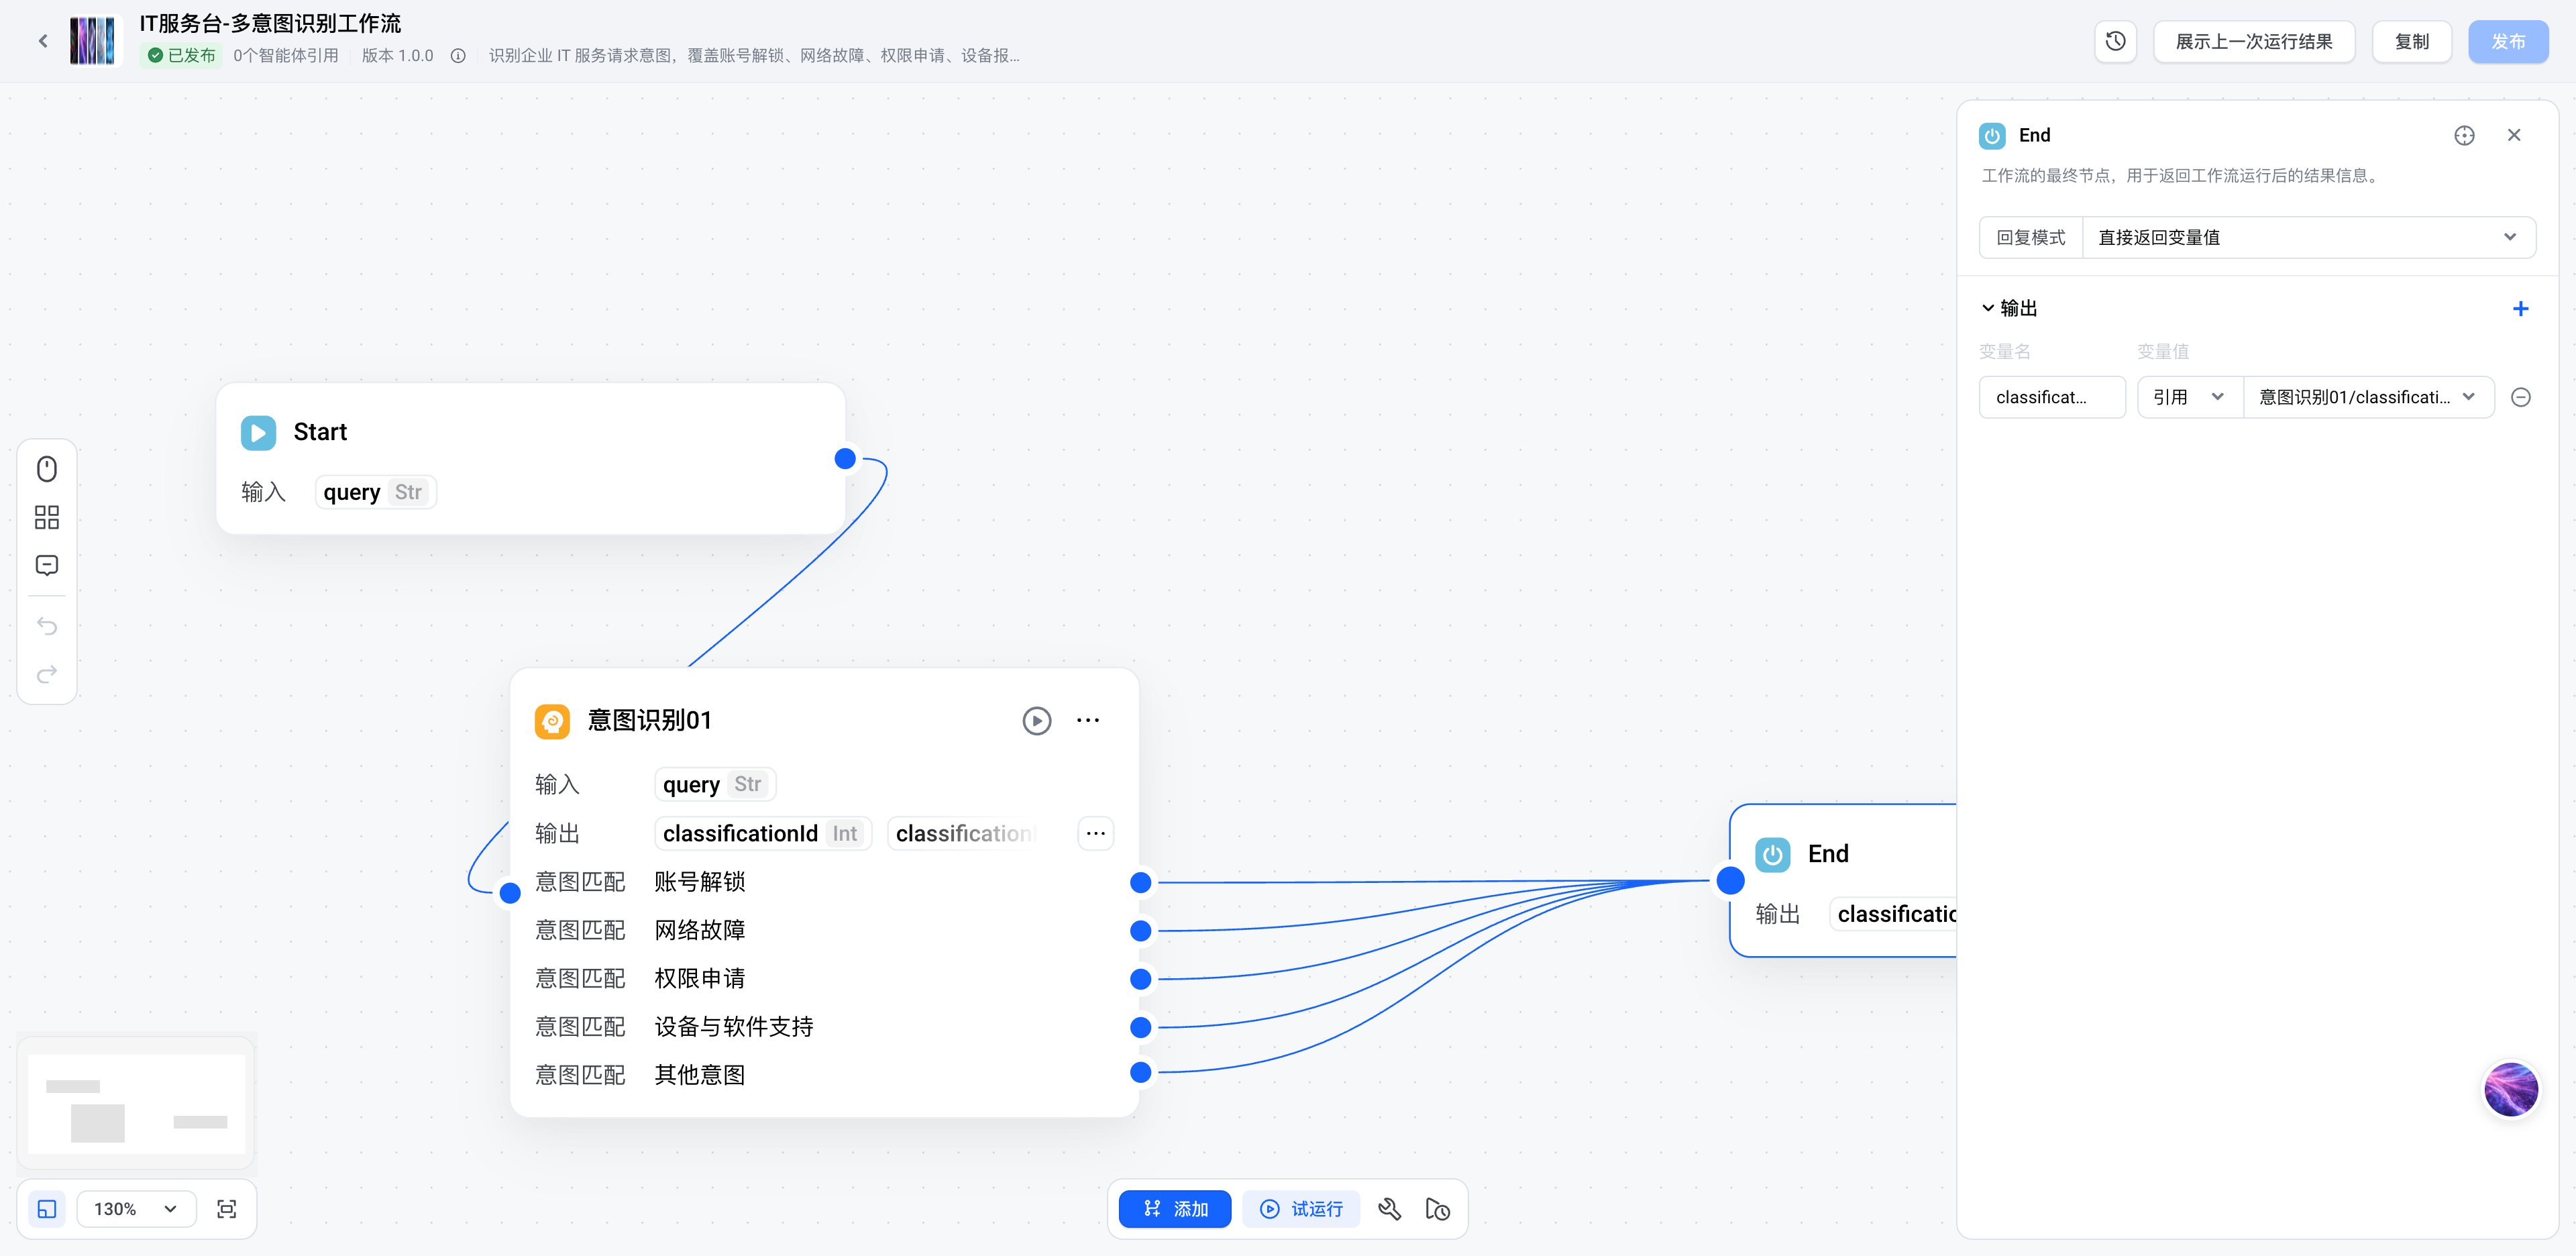 IT服务台-多意图识别工作流
已发布 0个智能体引用 版本 1.0.0 识别企业 IT 服务请求意图，覆盖账号解锁、网络故障、权限申请、设备报...
展示上一次运行结果 复制 发布
Start
输入 query Str
意图识别01
输入 query Str
输出 classificationId Int classification
意图匹配 账号解锁
意图匹配 网络故障
意图匹配 权限申请
意图匹配 设备与软件支持
意图匹配 其他意图
End
输出 classificatio
End
工作流的最终节点，用于返回工作流运行后的结果信息。
回复模式 直接返回变量值
输出
变量名 变量值
classificat... 引用 意图识别01/classificati...
130%
添加 试运行